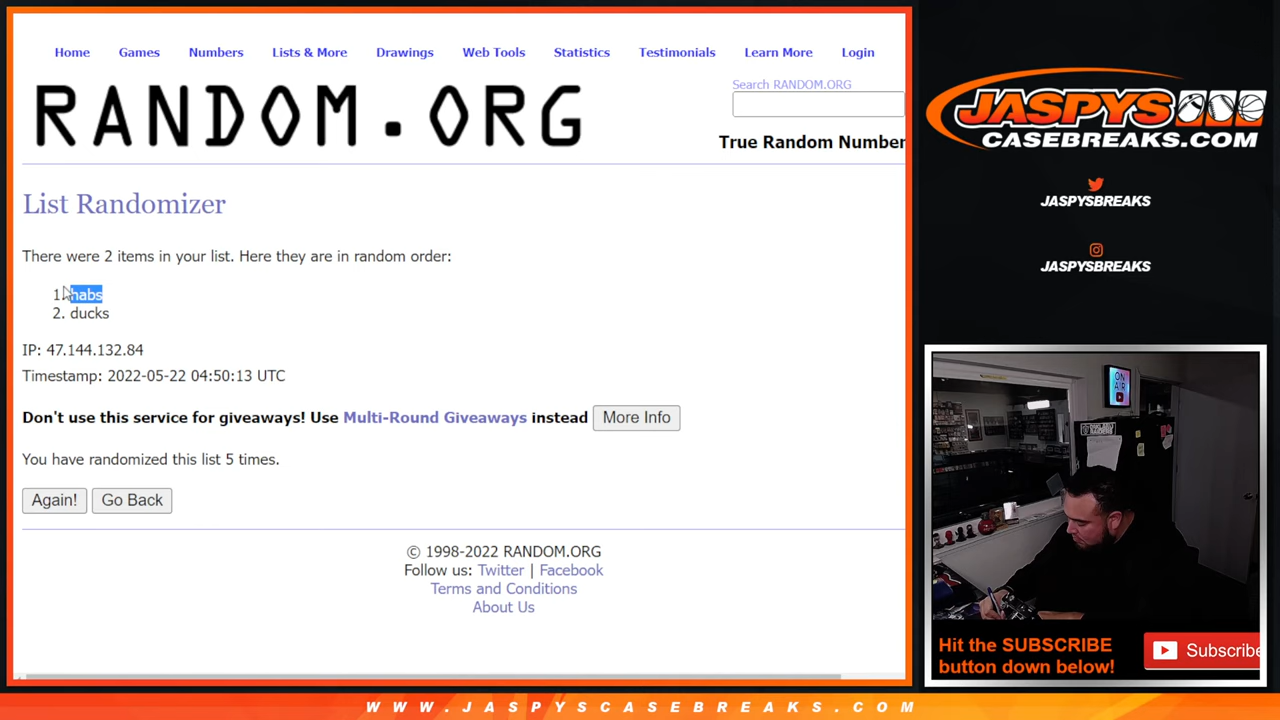 Home Games Numbers Lists & More Drawings Web Tools Statistics Testimonials Learn More Login
RANDOM.ORG
Search RANDOM.ORG
True Random Number
List Randomizer
There were 2 items in your list. Here they are in random order:
1. habs
2. ducks
IP: 47.144.132.84
Timestamp: 2022-05-22 04:50:13 UTC
Don't use this service for giveaways! Use Multi-Round Giveaways instead More Info
You have randomized this list 5 times.
Again! Go Back
© 1998-2022 RANDOM.ORG
Follow us: Twitter | Facebook
Terms and Conditions
About Us
JASPYS
CASEBREAKS.COM
JASPYSBREAKS
JASPYSBREAKS
ON
AIR
Hit the SUBSCRIBE
button down below!
Subscribe
WWW.JASPYSCASEBREAKS.COM